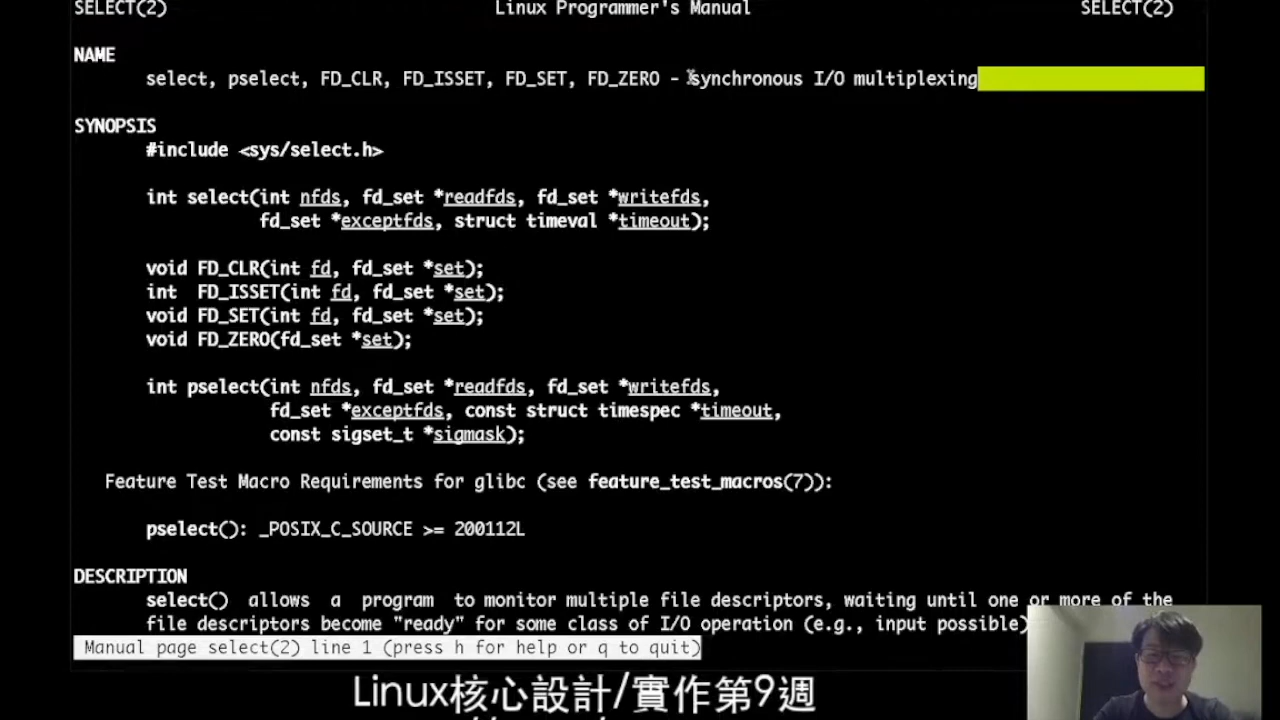 SELECT(2) Linux Programmer's Manual SELECT(2)
NAME
select, pselect, FD_CLR, FD_ISSET, FD_SET, FD_ZERO - synchronous I/O multiplexing
SYNOPSIS
#include <sys/select.h>
int select(int nfds, fd_set *readfds, fd_set *writefds,
fd_set *exceptfds, struct timeval *timeout);
void FD_CLR(int fd, fd_set *set);
int FD_ISSET(int fd, fd_set *set);
void FD_SET(int fd, fd_set *set);
void FD_ZERO(fd_set *set);
int pselect(int nfds, fd_set *readfds, fd_set *writefds,
fd_set *exceptfds, const struct timespec *timeout,
const sigset_t *sigmask);
Feature Test Macro Requirements for glibc (see feature_test_macros(7)):
pselect(): _POSIX_C_SOURCE >= 200112L
DESCRIPTION
select() allows a program to monitor multiple file descriptors, waiting until one or more of the
file descriptors become "ready" for some class of I/O operation (e.g., input possible)
Manual page select(2) line 1 (press h for help or q to quit)
Linux核心設計/實作第9週